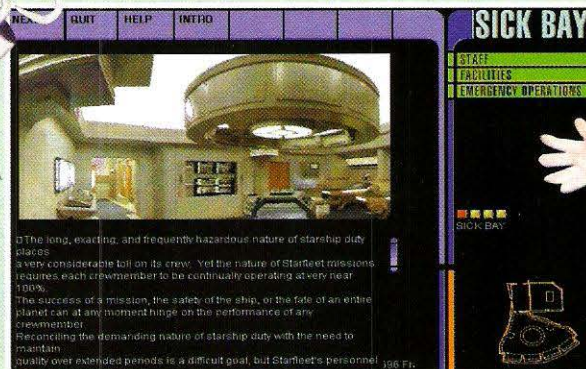 NEX
QUIT
HELP
INTRO
SICK BAY
STAFF
FACILITIES
EMERGENCY OPERATIONS
SICK BAY
The long, exacting, and frequently hazardous nature of starship duty
places
a very considerable toll on its crew. Yet the nature of Starfleet missions
requires each crewmember to be continually operating at very near
100%.
The success of a mission, the safety of the ship, or the fate of an entire
planet can at any moment hinge on the performance of any
crewmember
Reconciling the demanding nature of starship duty with the need to
maintain
quality over extended periods is a difficult goal, but Starfleet's personnel